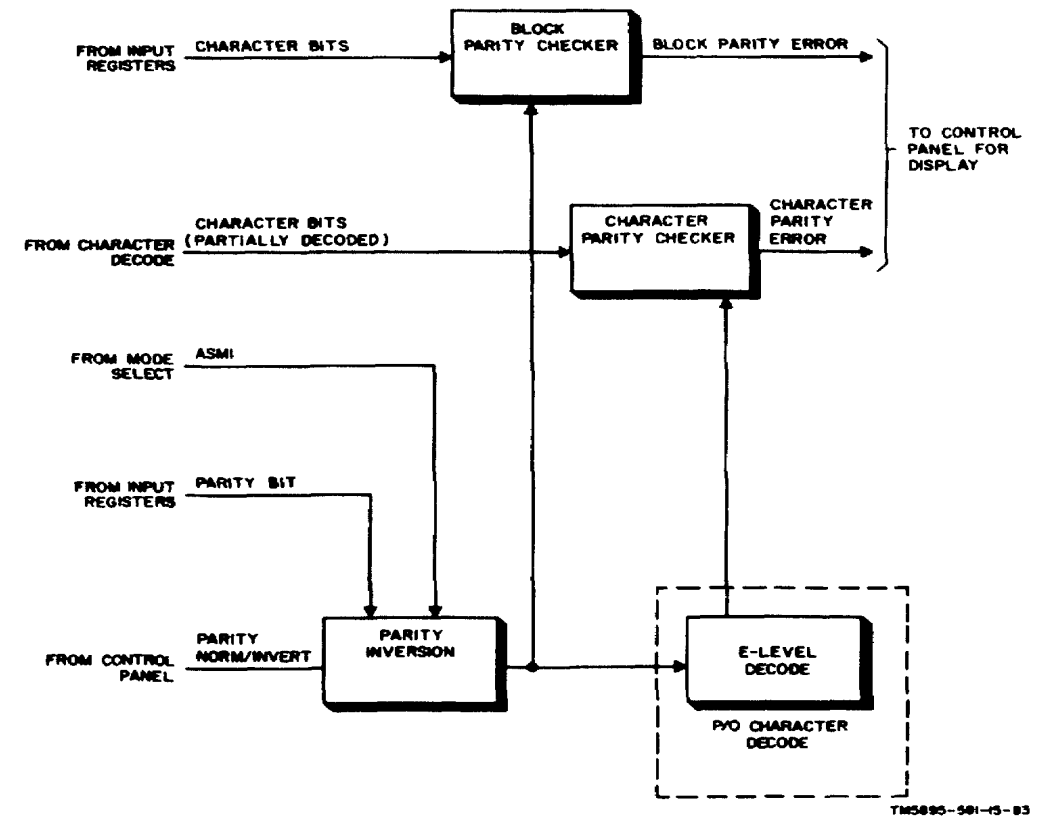 BLOCK
PARITY CHECKER
FROM INPUT
REGISTERS
CHARACTER BITS
BLOCK PARITY ERROR
TO CONTROL
PANEL FOR
DISPLAY
CHARACTER BITS
(PARTIALLY DECODED)
FROM CHARACTER
DECODE
CHARACTER
PARITY CHECKER
CHARACTER
PARITY
ERROR
FROM MODE
SELECT
ASMI
FROM INPUT
REGISTERS
PARITY BIT
FROM CONTROL
PANEL
PARITY
NORM/INVERT
PARITY
INVERSION
E-LEVEL
DECODE
P/O CHARACTER
DECODE
TM5895-581-15-83